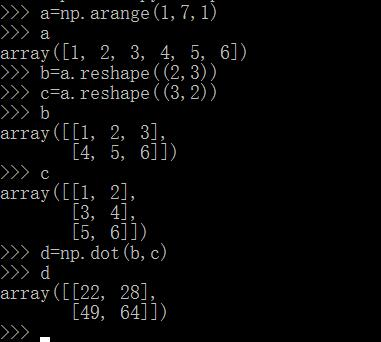 >>> a=np.arange(1,7,1)
>>> a
array([1, 2, 3, 4, 5, 6])
>>> b=a.reshape((2,3))
>>> c=a.reshape((3,2))
>>> b
array([[1, 2, 3],
       [4, 5, 6]])
>>> c
array([[1, 2],
       [3, 4],
       [5, 6]])
>>> d=np.dot(b,c)
>>> d
array([[22, 28],
       [49, 64]])
>>>